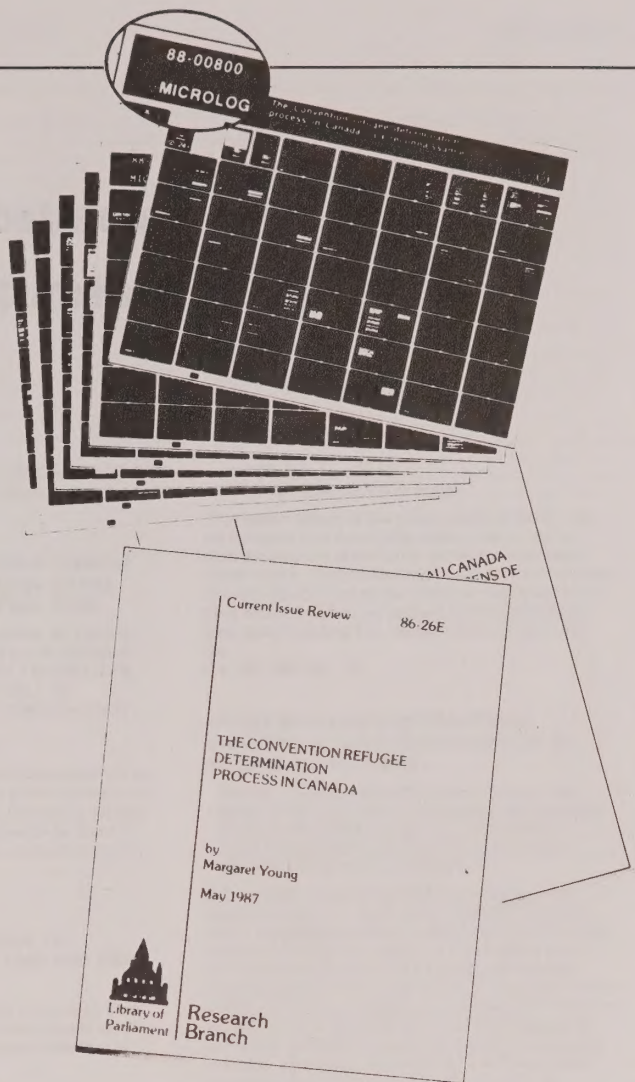 88-00800
MICROLOG
The Convention refugee determination
process in Canada
AU CANADA
Current Issue Review 86-26E
THE CONVENTION REFUGEE
DETERMINATION
PROCESS IN CANADA
by
Margaret Young
May 1987
Library of
Parliament
Research
Branch